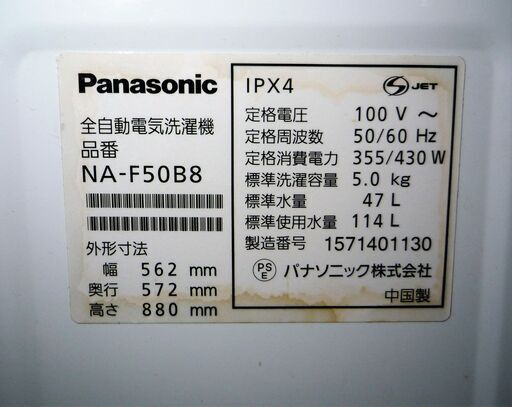 Panasonic
全自動電気洗濯機
品番
NA-F50B8
外形寸法
幅 562 mm
奥行 572 mm
高さ 880 mm
IPX4
S JET
定格電圧 100 V ～
定格周波数 50/60 Hz
定格消費電力 355/430 W
標準洗濯容量 5.0 kg
標準水量 47 L
標準使用水量 114 L
製造番号 1571401130
PS E パナソニック株式会社
中国製